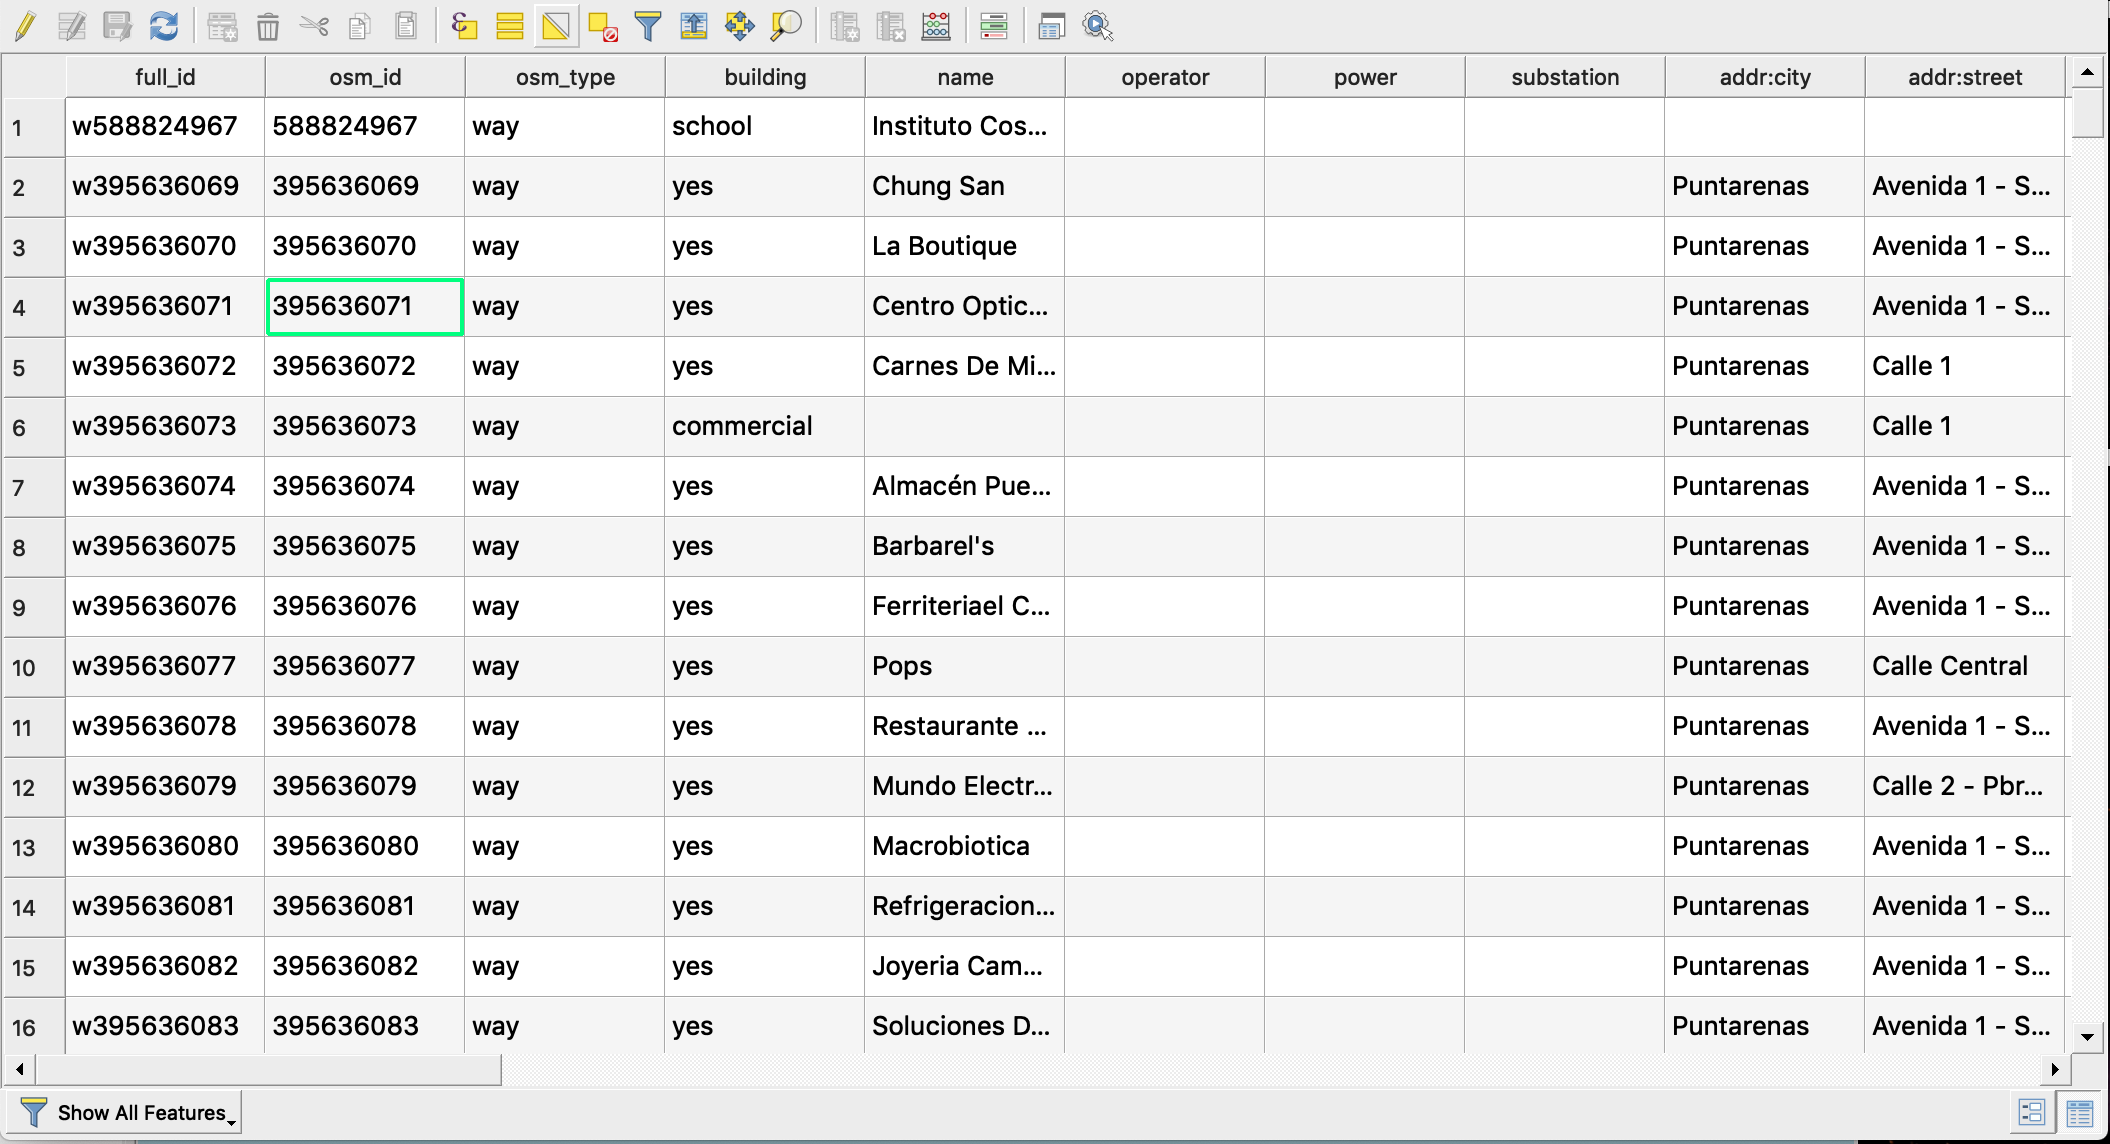 full_id osm_id osm_type building name operator power substation addr:city addr:street
1 w588824967 588824967 way school Instituto Cos...
2 w395636069 395636069 way yes Chung San Puntarenas Avenida 1 - S...
3 w395636070 395636070 way yes La Boutique Puntarenas Avenida 1 - S...
4 w395636071 395636071 way yes Centro Optic... Puntarenas Avenida 1 - S...
5 w395636072 395636072 way yes Carnes De Mi... Puntarenas Calle 1
6 w395636073 395636073 way commercial Puntarenas Calle 1
7 w395636074 395636074 way yes Almacén Pue... Puntarenas Avenida 1 - S...
8 w395636075 395636075 way yes Barbarel's Puntarenas Avenida 1 - S...
9 w395636076 395636076 way yes Ferriteriael C... Puntarenas Avenida 1 - S...
10 w395636077 395636077 way yes Pops Puntarenas Calle Central
11 w395636078 395636078 way yes Restaurante ... Puntarenas Avenida 1 - S...
12 w395636079 395636079 way yes Mundo Electr... Puntarenas Calle 2 - Pbr...
13 w395636080 395636080 way yes Macrobiotica Puntarenas Avenida 1 - S...
14 w395636081 395636081 way yes Refrigeracion... Puntarenas Avenida 1 - S...
15 w395636082 395636082 way yes Joyeria Cam... Puntarenas Avenida 1 - S...
16 w395636083 395636083 way yes Soluciones D... Puntarenas Avenida 1 - S...
Show All Features